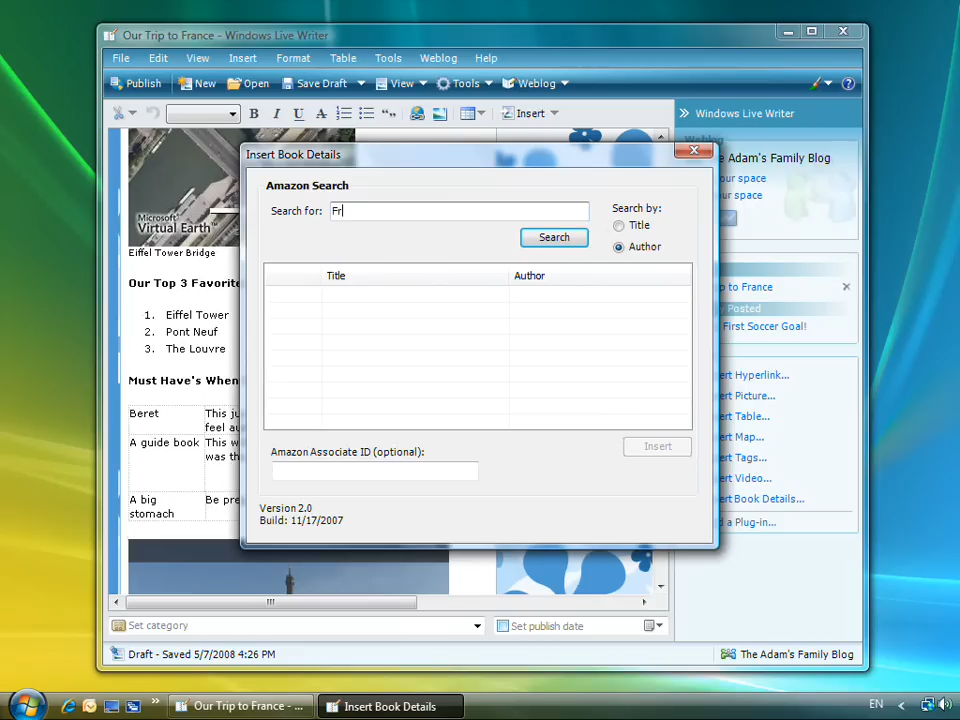 Our Trip to France - Windows Live Writer
File Edit View Insert Format Table Tools Weblog Help
Publish New Open Save Draft View Tools Weblog
B I U A Insert
Windows Live Writer
Weblog
The Adam's Family Blog
your space
your space
Microsoft®
Virtual Earth™
Eiffel Tower Bridge
Our Top 3 Favorite
1. Eiffel Tower
2. Pont Neuf
3. The Louvre
Must Have's When
Beret This ju
feel au
A guide book This w
was th
A big Be pre
stomach
Insert Book Details
Amazon Search
Search for: Fr
Search by:
Title
Author
Search
Title Author
Amazon Associate ID (optional):
Insert
Version 2.0
Build: 11/17/2007
p to France
y Posted
First Soccer Goal!
ert Hyperlink...
ert Picture...
ert Table...
ert Map...
ert Tags...
ert Video...
ert Book Details...
d a Plug-in...
Set category
Set publish date
Draft - Saved 5/7/2008 4:26 PM
The Adam's Family Blog
Our Trip to France - ...
Insert Book Details
EN